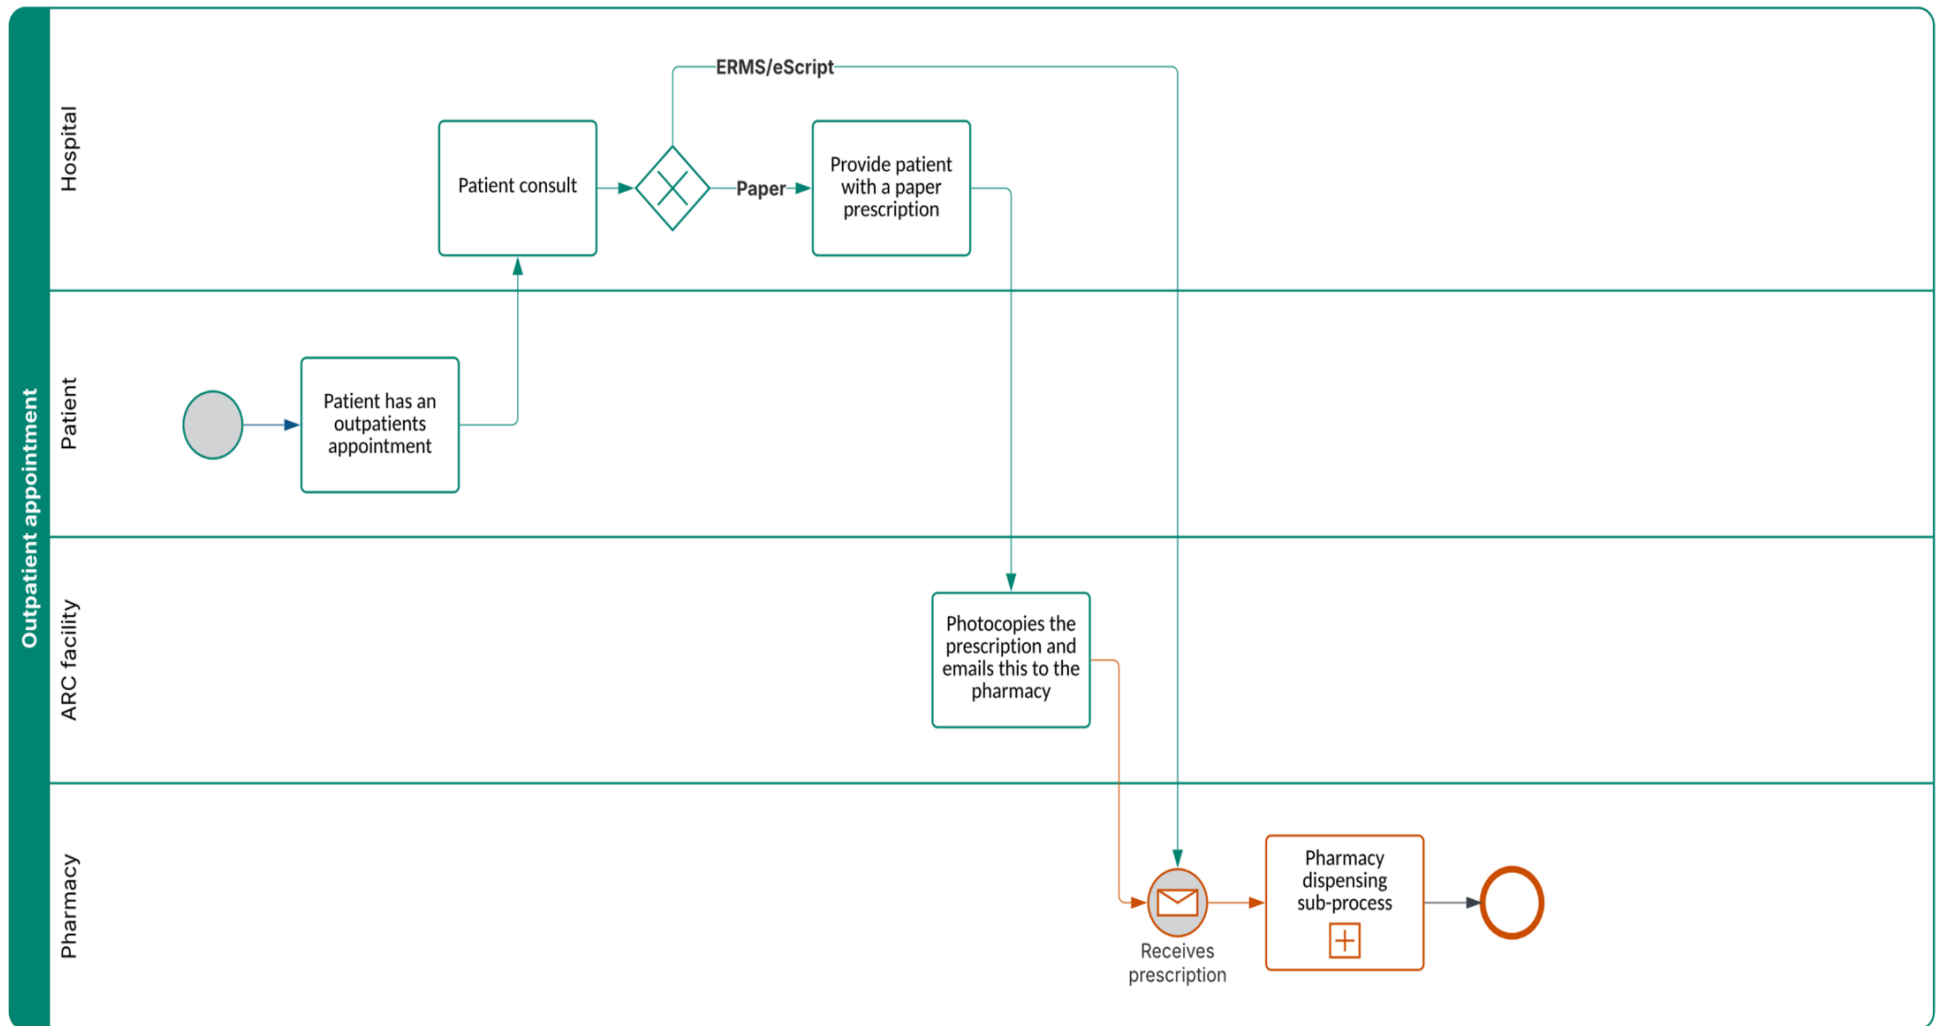 Outpatient appointment
Hospital
ERMS/eScript
Patient consult
Paper
Provide patient
with a paper
prescription
Patient
Patient has an
outpatients
appointment
ARC facility
Photocopies the
prescription and
emails this to the
pharmacy
Pharmacy
Receives
prescription
Pharmacy
dispensing
sub-process